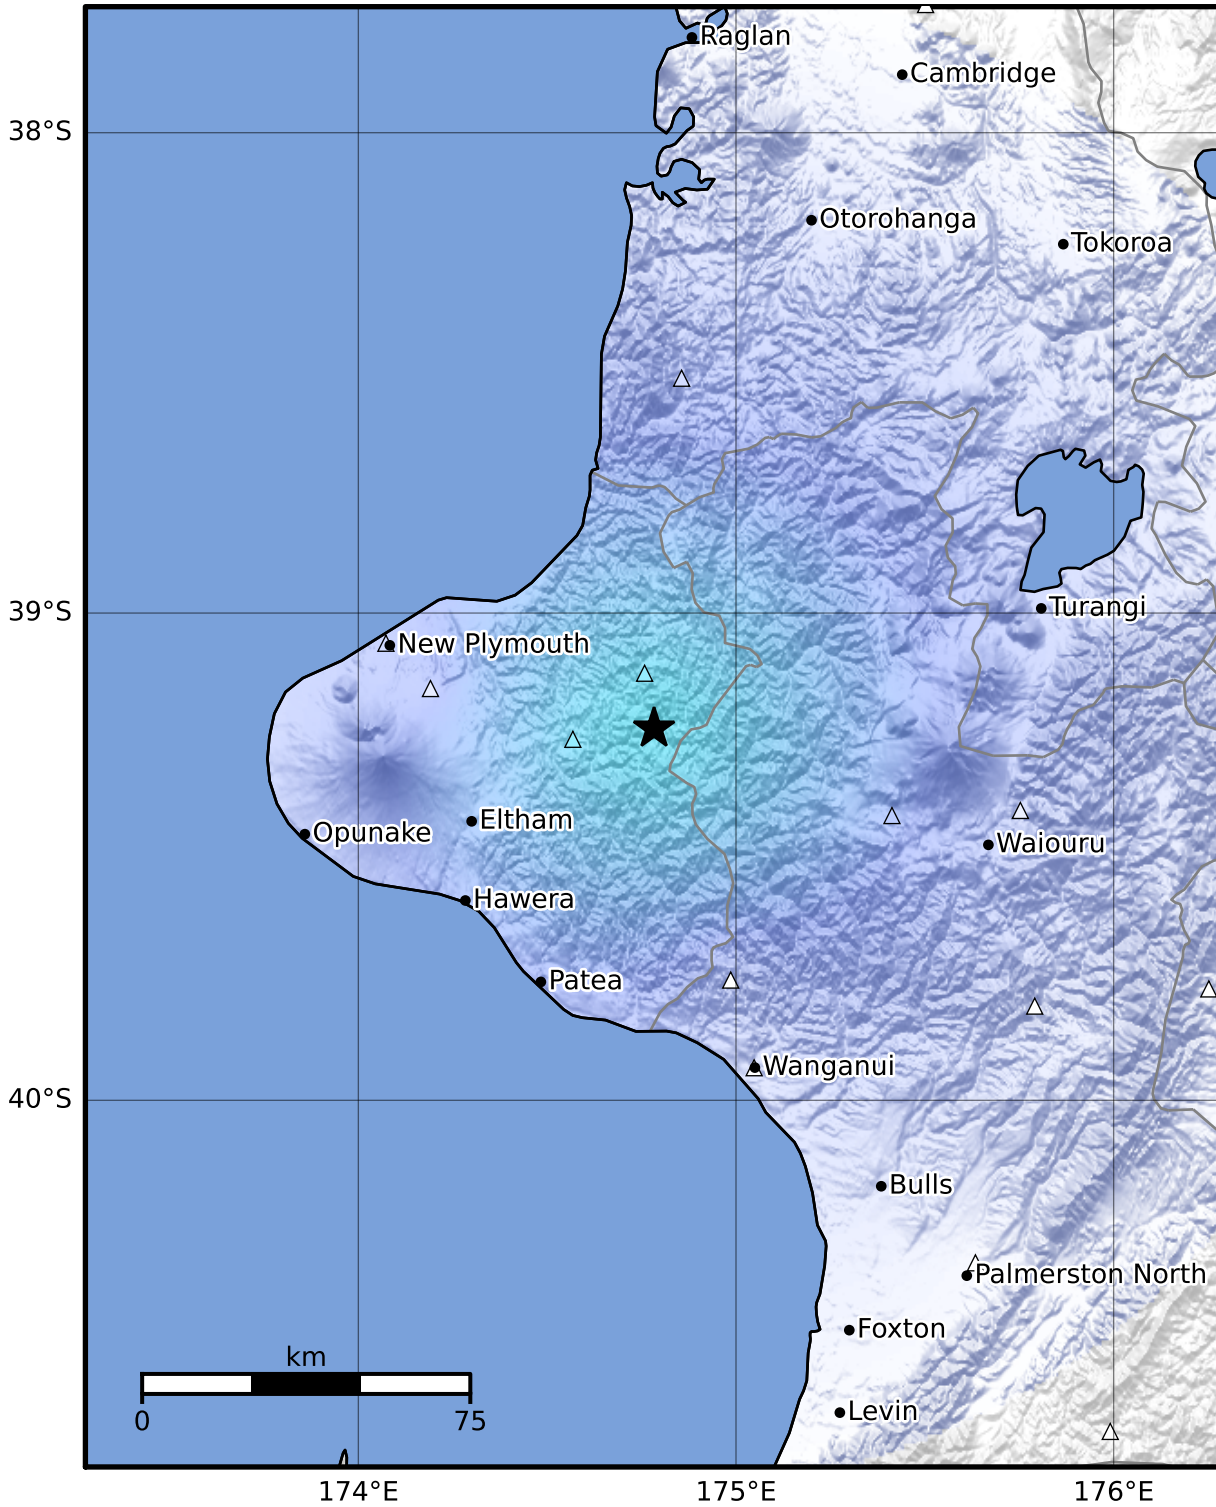 Raglan
Cambridge
38°S
Otorohanga
Tokoroa
39°S
Turangi
New Plymouth
Eltham
Opunake
Waiouru
Hawera
Patea
Wanganui
40°S
Bulls
Palmerston North
Foxton
km
0 75
Levin
174°E 175°E 176°E